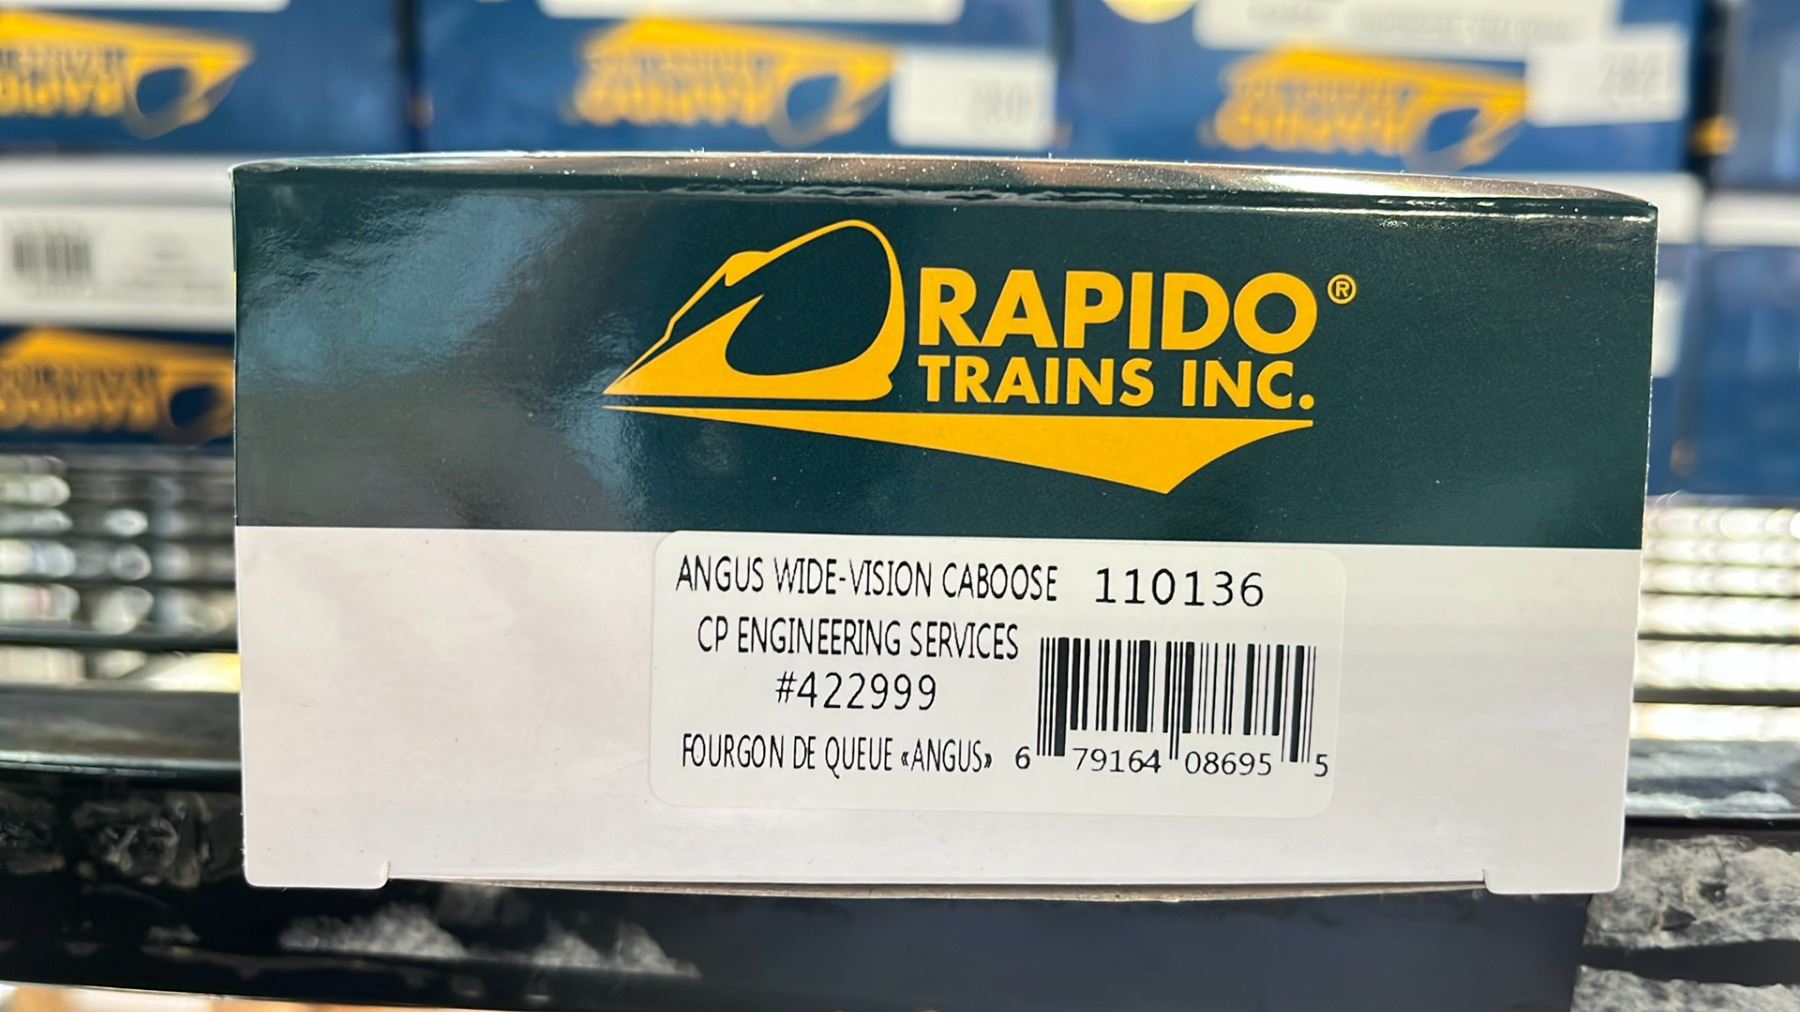 RAPIDO®
TRAINS INC.
ANGUS WIDE-VISION CABOOSE 110136
CP ENGINEERING SERVICES
#422999
FOURGON DE QUEUE «ANGUS»
6 79164 08695 5